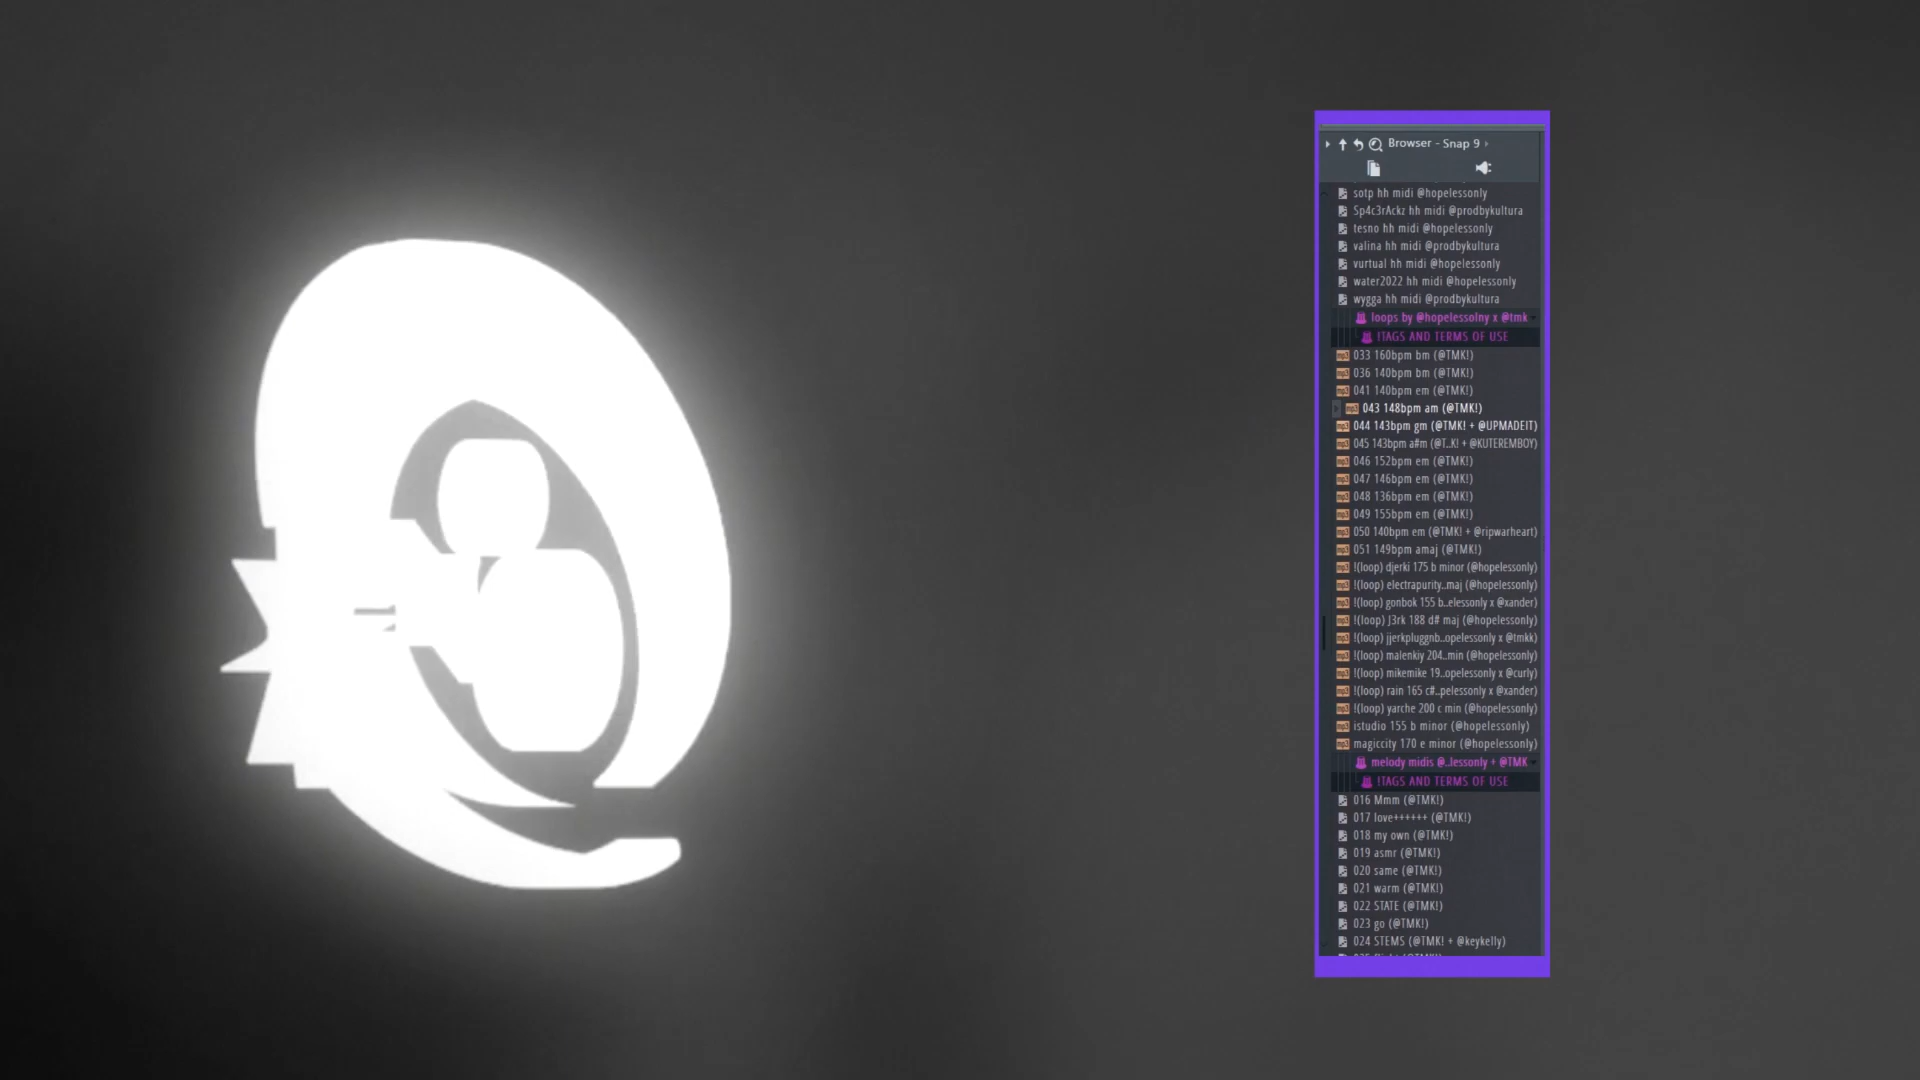 Browser - Snap 9
sotp hh midi @hopelessonly
Sp4c3rAckz hh midi @prodbykultura
tesno hh midi @hopelessonly
valina hh midi @prodbykultura
vurtual hh midi @hopelessonly
water2022 hh midi @hopelessonly
wygga hh midi @prodbykultura
loops by @hopelessolny x @tmk
!TAGS AND TERMS OF USE
033 160bpm bm (@TMK!)
036 140bpm bm (@TMK!)
041 140bpm em (@TMK!)
043 148bpm am (@TMK!)
044 143bpm gm (@TMK! + @UPMADEIT)
045 143bpm a#m (@T..K! + @KUTEREMBOY)
046 152bpm em (@TMK!)
047 146bpm em (@TMK!)
048 136bpm em (@TMK!)
049 155bpm em (@TMK!)
050 140bpm em (@TMK! + @ripwarheart)
051 149bpm amaj (@TMK!)
!(loop) djerki 175 b minor (@hopelessonly)
!(loop) electrapurity..maj (@hopelessonly)
!(loop) gonbok 155 b..elessonly x @xander)
!(loop) J3rk 188 d# maj (@hopelessonly)
!(loop) jjerkpluggnb..opelessonly x @tmkk)
!(loop) malenkiy 204..min (@hopelessonly)
!(loop) mikemike 19..opelessonly x @curly)
!(loop) rain 165 c#..pelessonly x @xander)
!(loop) yarche 200 c min (@hopelessonly)
istudio 155 b minor (@hopelessonly)
magiccity 170 e minor (@hopelessonly)
melody midis @..lessonly + @TMK
!TAGS AND TERMS OF USE
016 Mmm (@TMK!)
017 love++++++ (@TMK!)
018 my own (@TMK!)
019 asmr (@TMK!)
020 same (@TMK!)
021 warm (@TMK!)
022 STATE (@TMK!)
023 go (@TMK!)
024 STEMS (@TMK! + @keykelly)